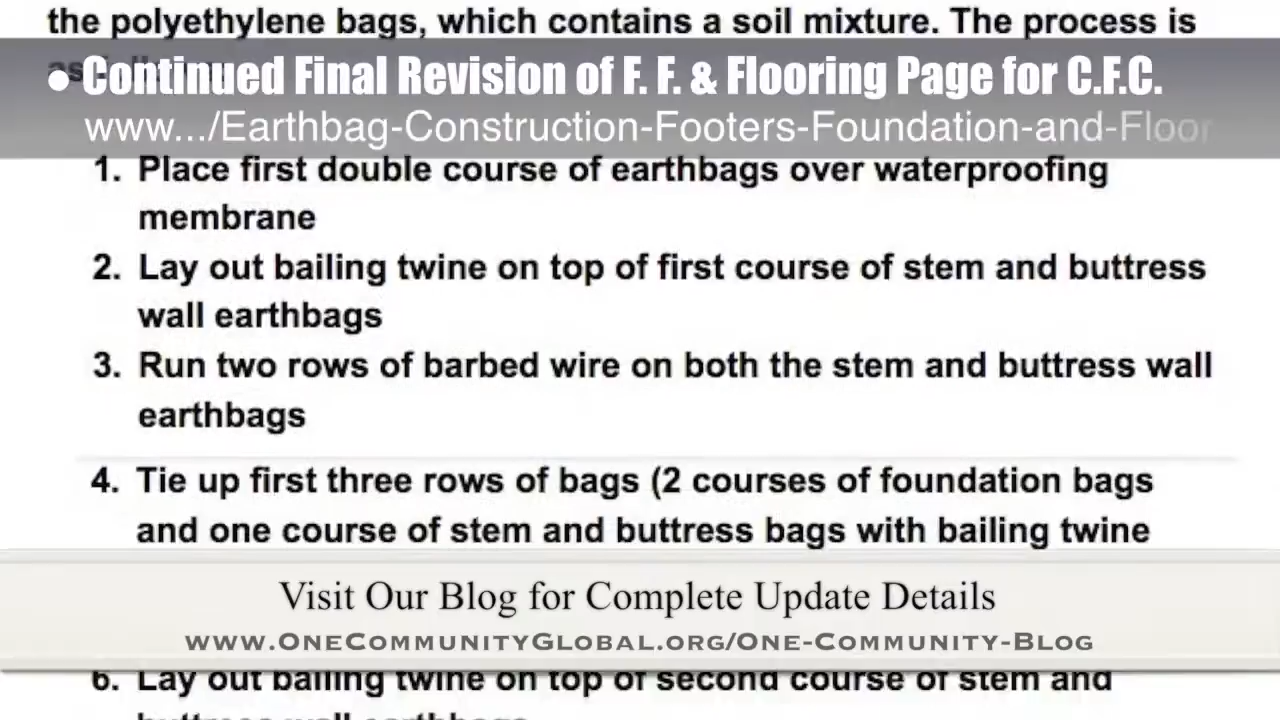 the polyethylene bags, which contains a soil mixture. The process is
• Continued Final Revision of F. F. & Flooring Page for C.F.C.
www.../Earthbag-Construction-Footers-Foundation-and-Floor
1. Place first double course of earthbags over waterproofing
membrane
2. Lay out bailing twine on top of first course of stem and buttress
wall earthbags
3. Run two rows of barbed wire on both the stem and buttress wall
earthbags
4. Tie up first three rows of bags (2 courses of foundation bags
and one course of stem and buttress bags with bailing twine
Visit Our Blog for Complete Update Details
www.OneCommunityGlobal.org/One-Community-Blog
6. Lay out bailing twine on top of second course of stem and
buttress wall earthbags